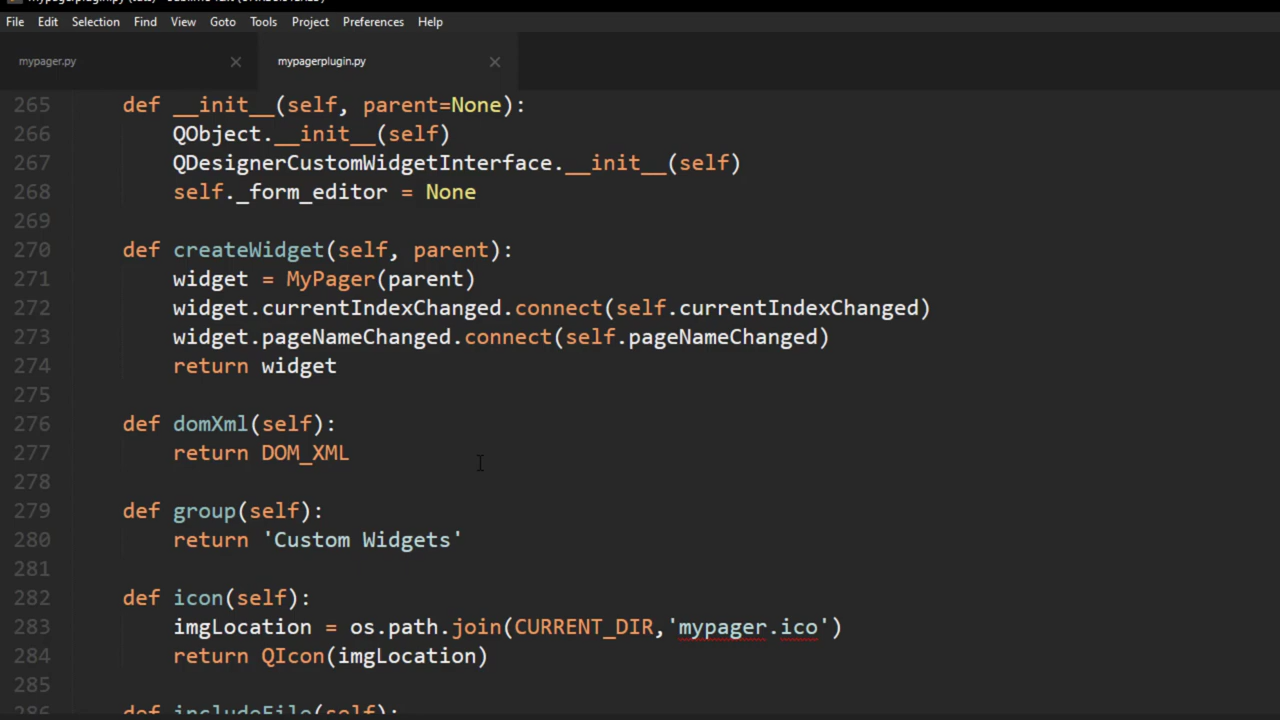 File Edit Selection Find View Goto Tools Project Preferences Help
mypager.py mypagerplugin.py
265 def __init__(self, parent=None):
266 QObject.__init__(self)
267 QDesignerCustomWidgetInterface.__init__(self)
268 self._form_editor = None
269
270 def createWidget(self, parent):
271 widget = MyPager(parent)
272 widget.currentIndexChanged.connect(self.currentIndexChanged)
273 widget.pageNameChanged.connect(self.pageNameChanged)
274 return widget
275
276 def domXml(self):
277 return DOM_XML
278
279 def group(self):
280 return 'Custom Widgets'
281
282 def icon(self):
283 imgLocation = os.path.join(CURRENT_DIR,'mypager.ico')
284 return QIcon(imgLocation)
285
286 def includeFile(self):